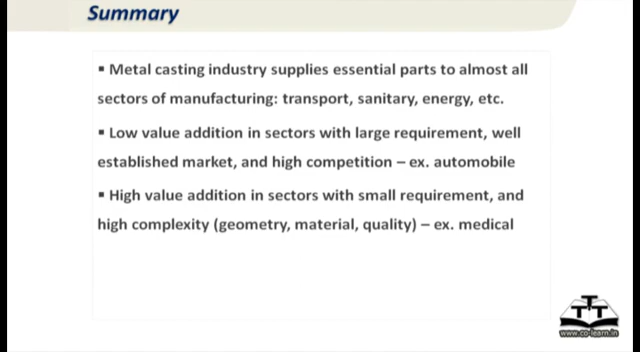 Summary
▪ Metal casting industry supplies essential parts to almost all
sectors of manufacturing: transport, sanitary, energy, etc.
▪ Low value addition in sectors with large requirement, well
established market, and high competition – ex. automobile
▪ High value addition in sectors with small requirement, and
high complexity (geometry, material, quality) – ex. medical
TTT
www.co-learn.in